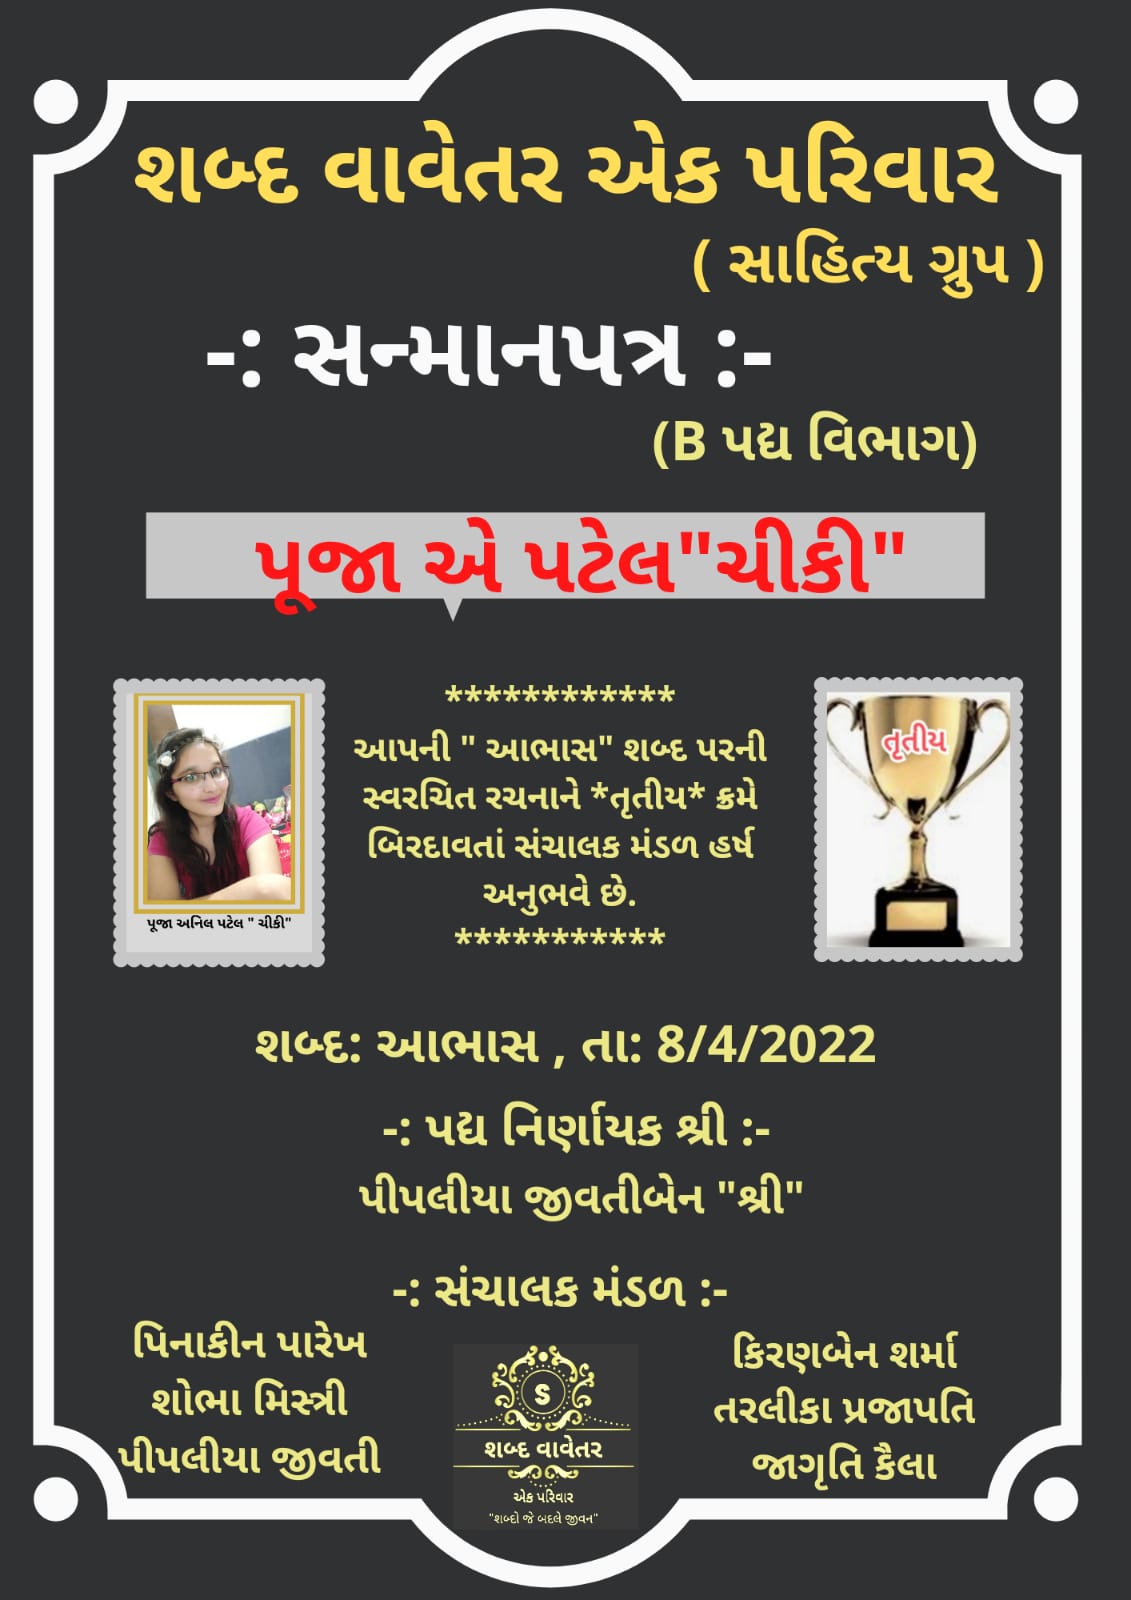 શબ્દ વાવેતર એક પરિવાર
( સાહિત્ય ગ્રુપ )
-: સન્માનપત્ર :-
(B પદ્ય વિભાગ)
પૂજા એ પટેલ"ચીકી"
************
આપની " આભાસ" શબ્દ પરની
સ્વરચિત રચનાને *તૃતીય* ક્રમે
બિરદાવતાં સંચાલક મંડળ હર્ષ
અનુભવે છે.
***********
પૂજા અનિલ પટેલ " ચીકી"
તૃતીય
શબ્દ: આભાસ , તા: 8/4/2022
-: પદ્ય નિર્ણાયક શ્રી :-
પીપલીયા જીવતીબેન "શ્રી"
-: સંચાલક મંડળ :-
પિનાકીન પારેખ
શોભા મિસ્ત્રી
પીપલીયા જીવતી
કિરણબેન શર્મા
તરલીકા પ્રજાપતિ
જાગૃતિ કૈલા
S
શબ્દ વાવેતર
એક પરિવાર
"શબ્દો જે બદલે જીવન"